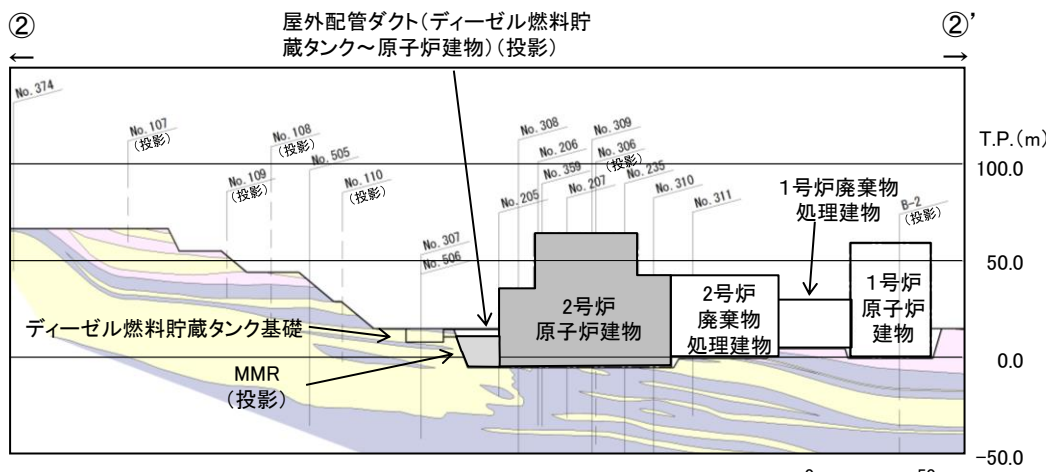 ②
②’
←
→
屋外配管ダクト(ディーゼル燃料貯
蔵タンク～原子炉建物)(投影)
No. 374
No. 107
(投影)
No. 108
(投影)
No. 109
(投影)
No. 505
No. 110
(投影)
No. 307
No. 506
No. 205
No. 308
No. 206
No. 359
No. 207
No. 309
No. 306
(投影)
No. 235
No. 310
No. 311
B-2
(投影)
T.P.(m)
100.0
50.0
0.0
-50.0
1号炉廃棄物
処理建物
2号炉
原子炉建物
2号炉
廃棄物
処理建物
1号炉
原子炉
建物
ディーゼル燃料貯蔵タンク基礎
MMR
(投影)